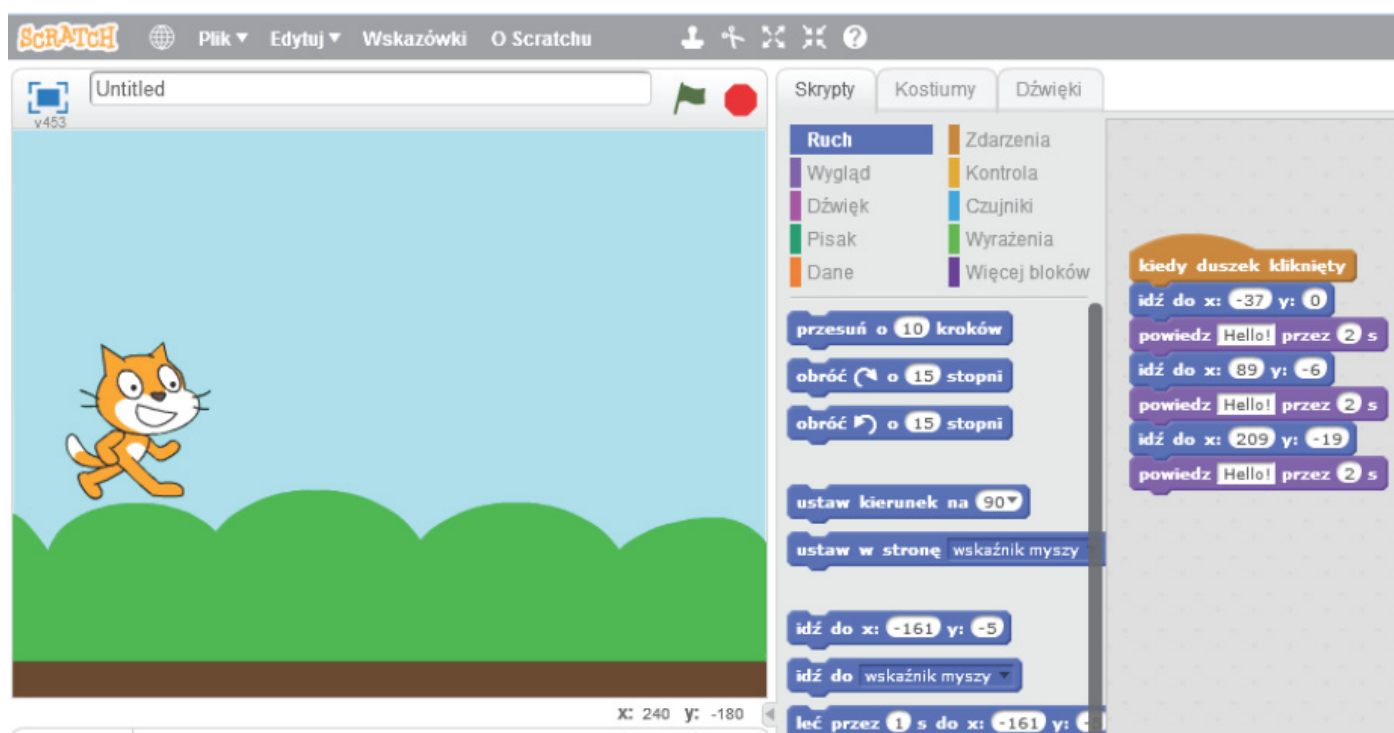 SCRATCH Plik Edytuj Wskazówki O Scratchu
Untitled
v453
x: 240 y: -180
Skrypty Kostiumy Dźwięki
Ruch Zdarzenia
Wygląd Kontrola
Dźwięk Czujniki
Pisak Wyrażenia
Dane Więcej bloków
przesuń o 10 kroków
obróć o 15 stopni
obróć o 15 stopni
ustaw kierunek na 90
ustaw w stronę wskaźnik myszy
idź do x: -161 y: -5
idź do wskaźnik myszy
leć przez 1 s do x: -161 y:
kiedy duszek kliknięty
idź do x: -37 y: 0
powiedz Hello! przez 2 s
idź do x: 89 y: -6
powiedz Hello! przez 2 s
idź do x: 209 y: -19
powiedz Hello! przez 2 s